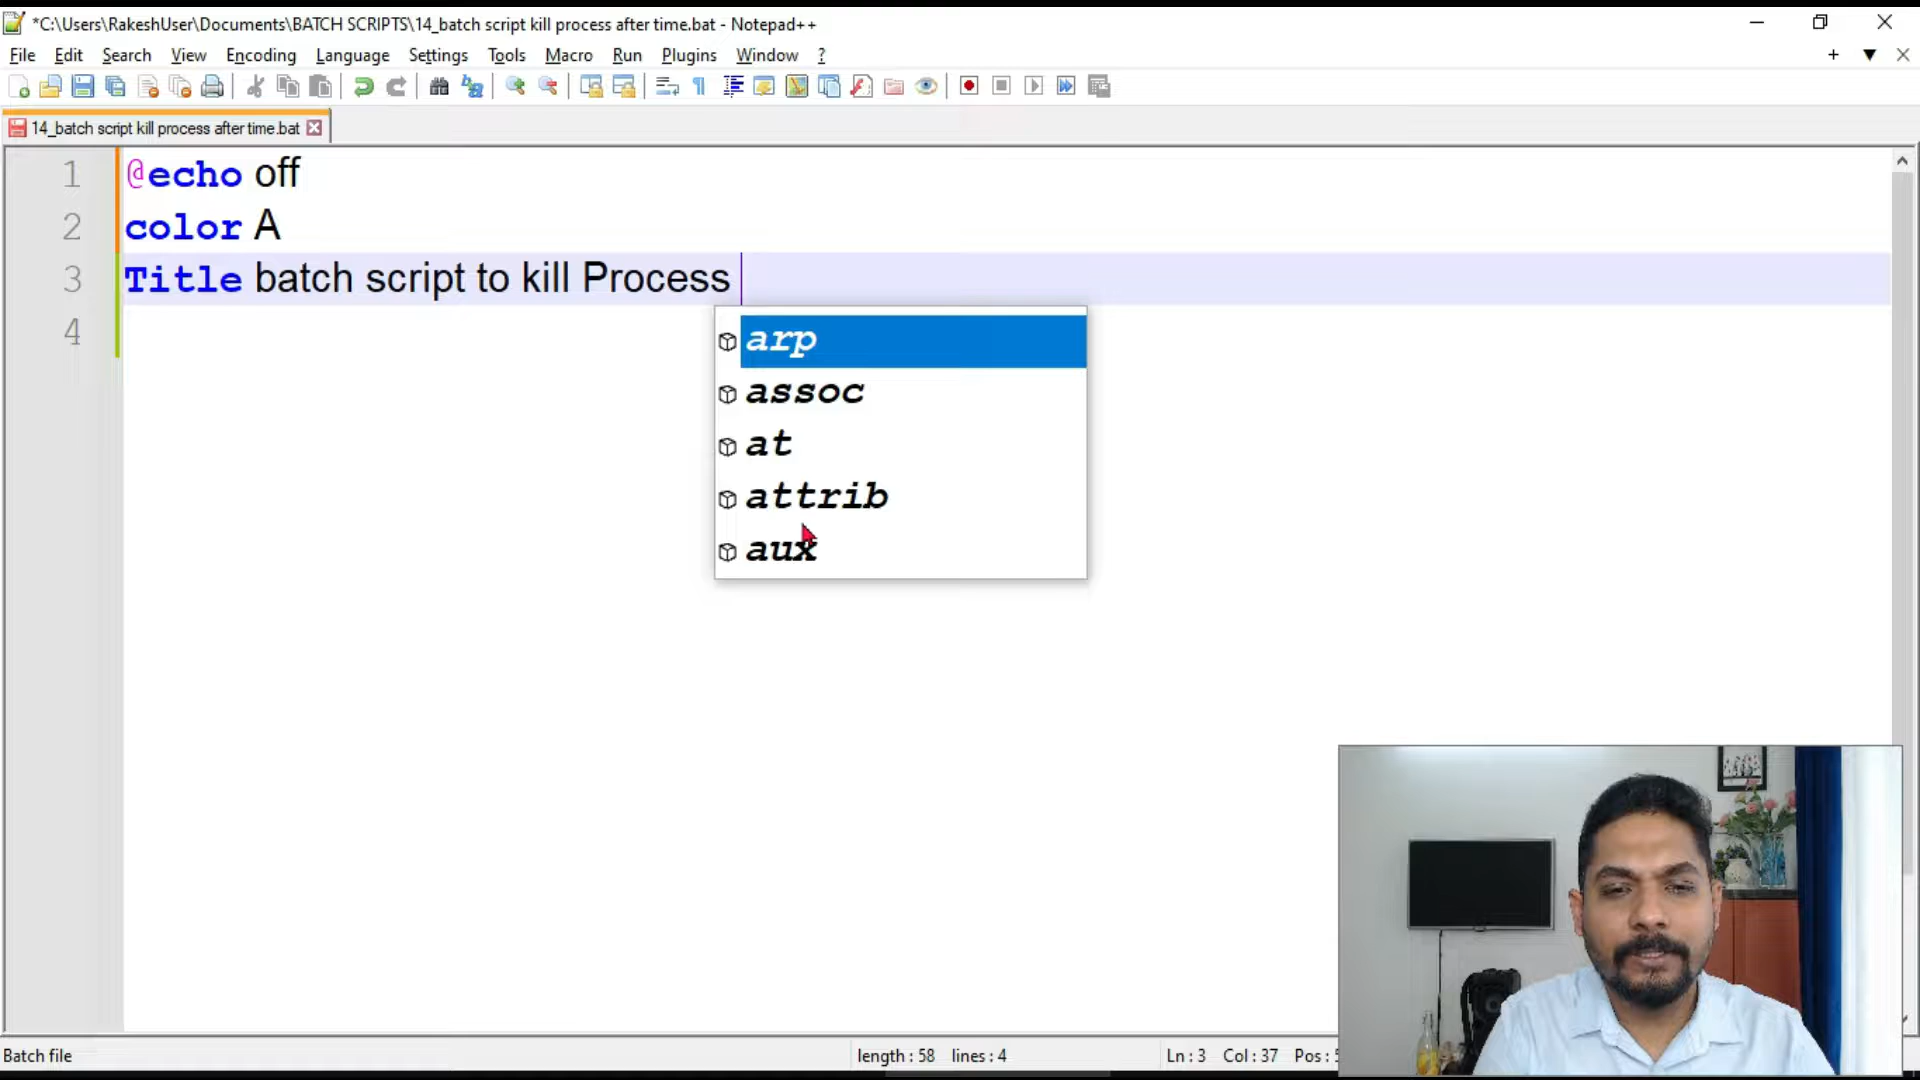 *C:\Users\RakeshUser\Documents\BATCH SCRIPTS\14_batch script kill process after time.bat - Notepad++
File Edit Search View Encoding Language Settings Tools Macro Run Plugins Window ?
14_batch script kill process after time.bat
1 @echo off
2 color A
3 Title batch script to kill Process
4
arp
assoc
at
attrib
aux
Batch file length : 58 lines : 4 Ln : 3 Col : 37 Pos :